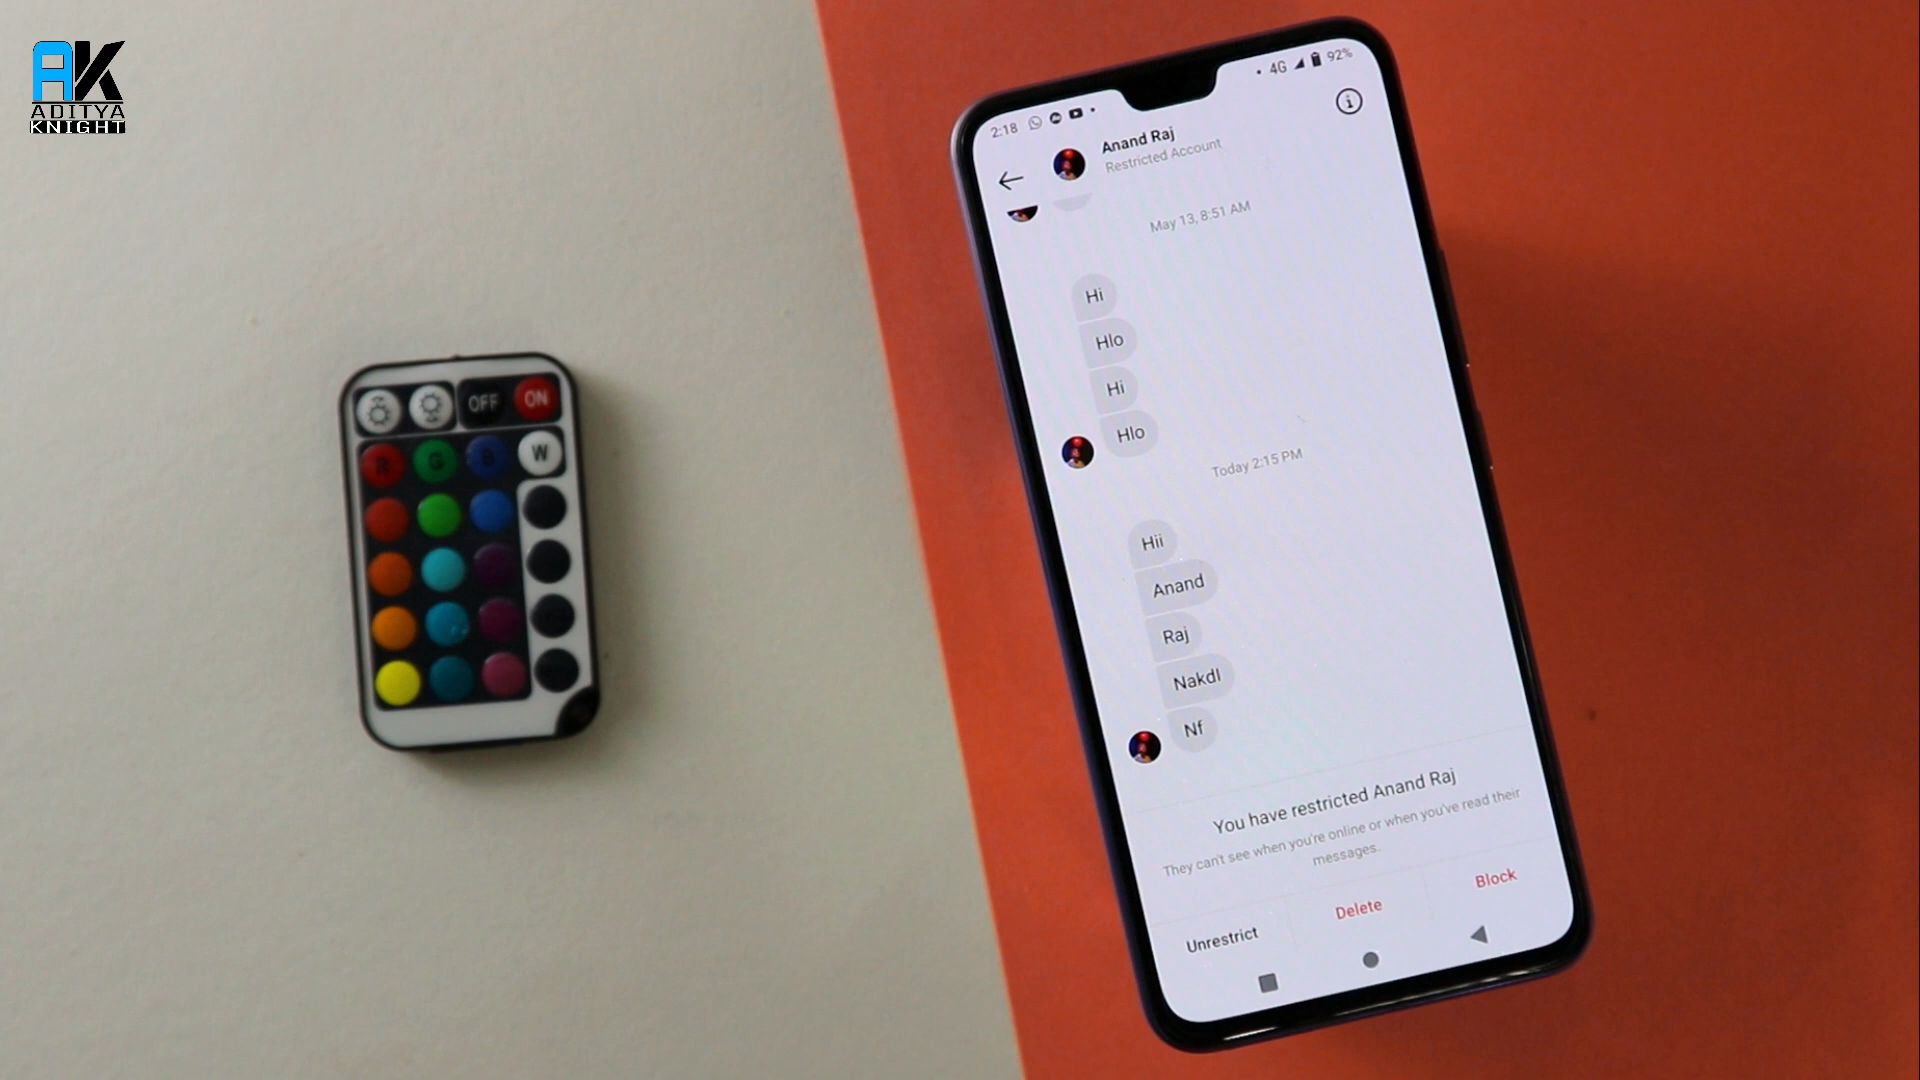 AK
ADITYA
KNIGHT
OFF
ON
R
G
B
W
2:18
4G
92%
Anand Raj
Restricted Account
May 13, 8:51 AM
Hi
Hlo
Hi
Hlo
Today 2:15 PM
Hii
Anand
Raj
Nakdl
Nf
You have restricted Anand Raj
They can't see when you're online or when you've read their
messages.
Unrestrict
Delete
Block